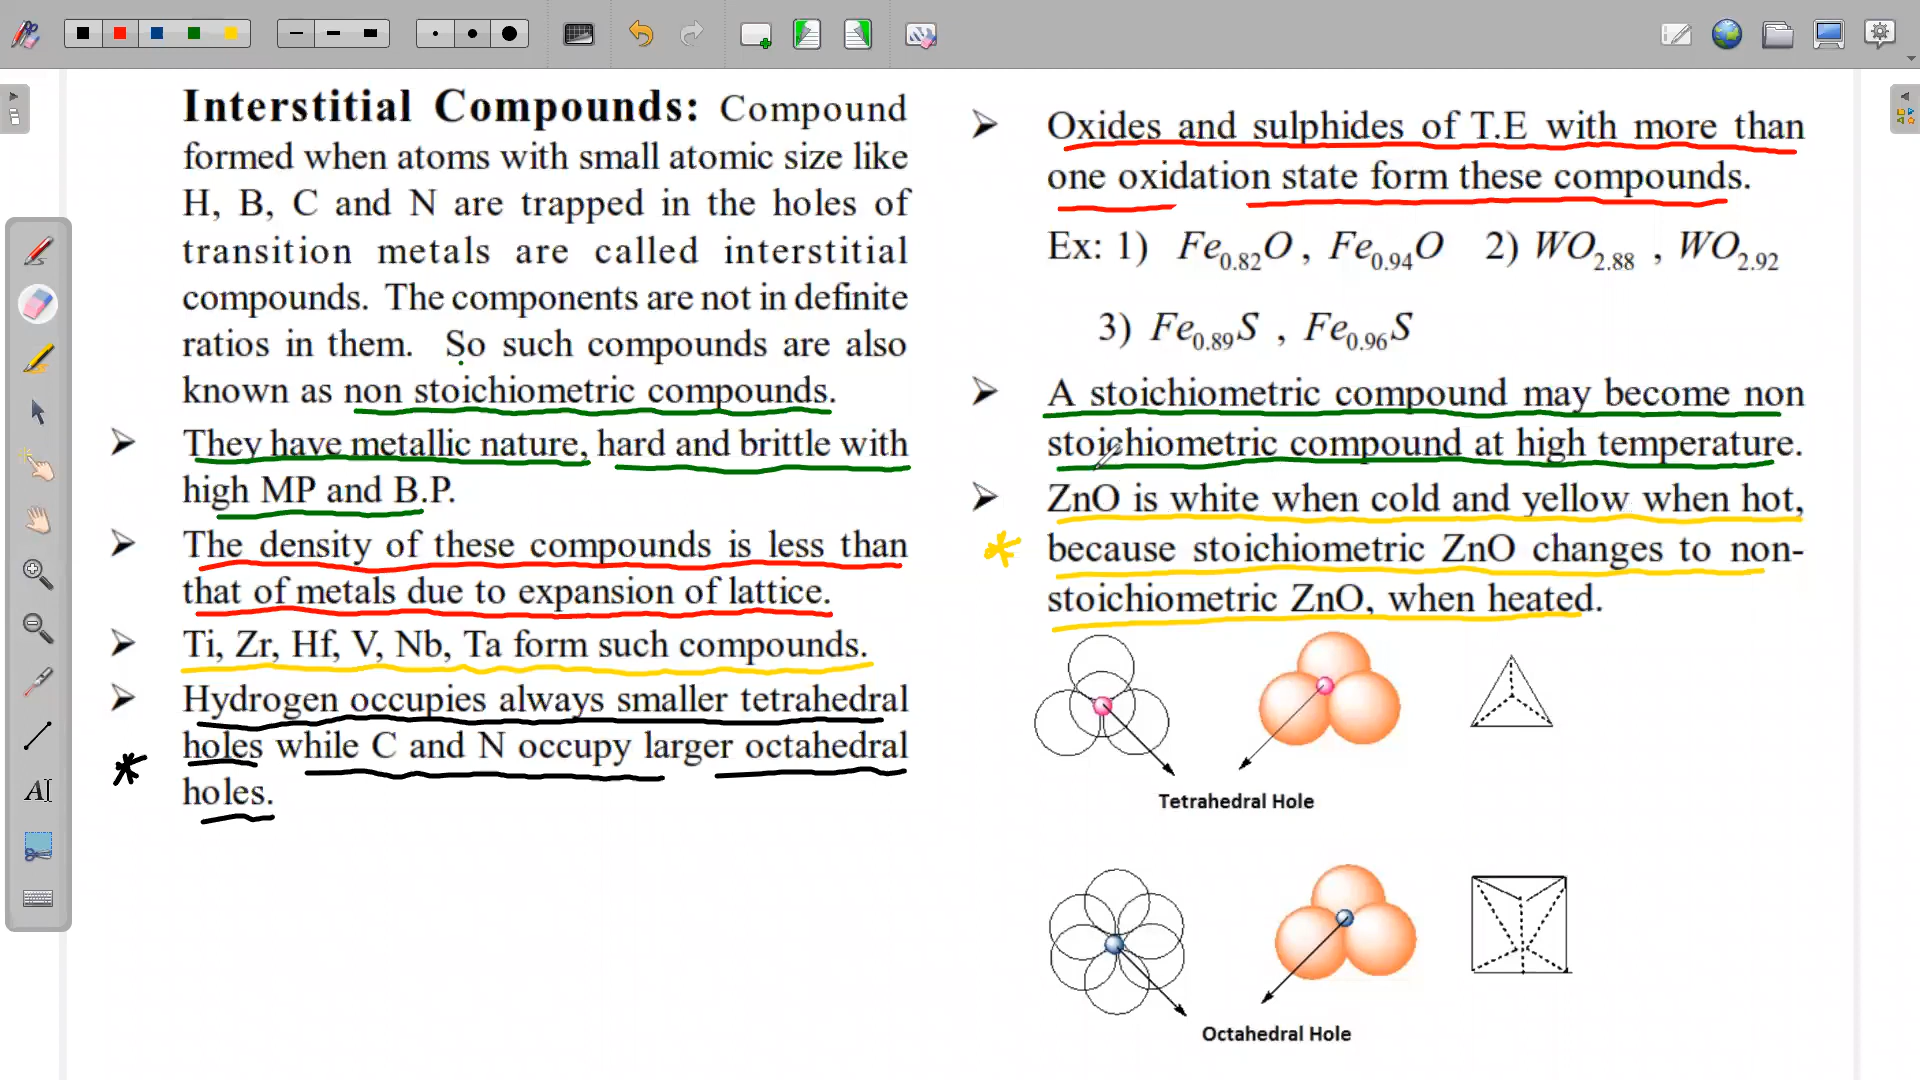 Interstitial Compounds: Compound
formed when atoms with small atomic size like
H, B, C and N are trapped in the holes of
transition metals are called interstitial
compounds. The components are not in definite
ratios in them. So such compounds are also
known as non stoichiometric compounds.
➢ They have metallic nature, hard and brittle with
high MP and B.P.
➢ The density of these compounds is less than
that of metals due to expansion of lattice.
➢ Ti, Zr, Hf, V, Nb, Ta form such compounds.
➢ Hydrogen occupies always smaller tetrahedral
holes while C and N occupy larger octahedral
holes.
➢ Oxides and sulphides of T.E with more than
one oxidation state form these compounds.
Ex: 1) Fe₀.₈₂O , Fe₀.₉₄O 2) WO₂.₈₈ , WO₂.₉₂
3) Fe₀.₈₉S , Fe₀.₉₆S
➢ A stoichiometric compound may become non
stoichiometric compound at high temperature.
➢ ZnO is white when cold and yellow when hot,
because stoichiometric ZnO changes to non-
stoichiometric ZnO, when heated.
Tetrahedral Hole
Octahedral Hole